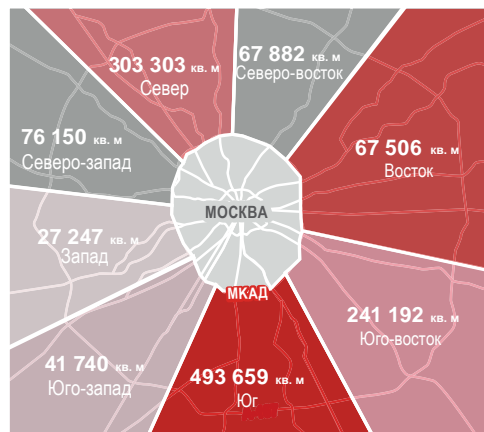 303 303 кв. м
Север
67 882 кв. м
Северо-восток
76 150 кв. м
Северо-запад
67 506 кв. м
Восток
МОСКВА
27 247 кв. м
Запад
МКАД
241 192 кв. м
Юго-восток
41 740 кв. м
Юго-запад
493 659 кв. м
Юг